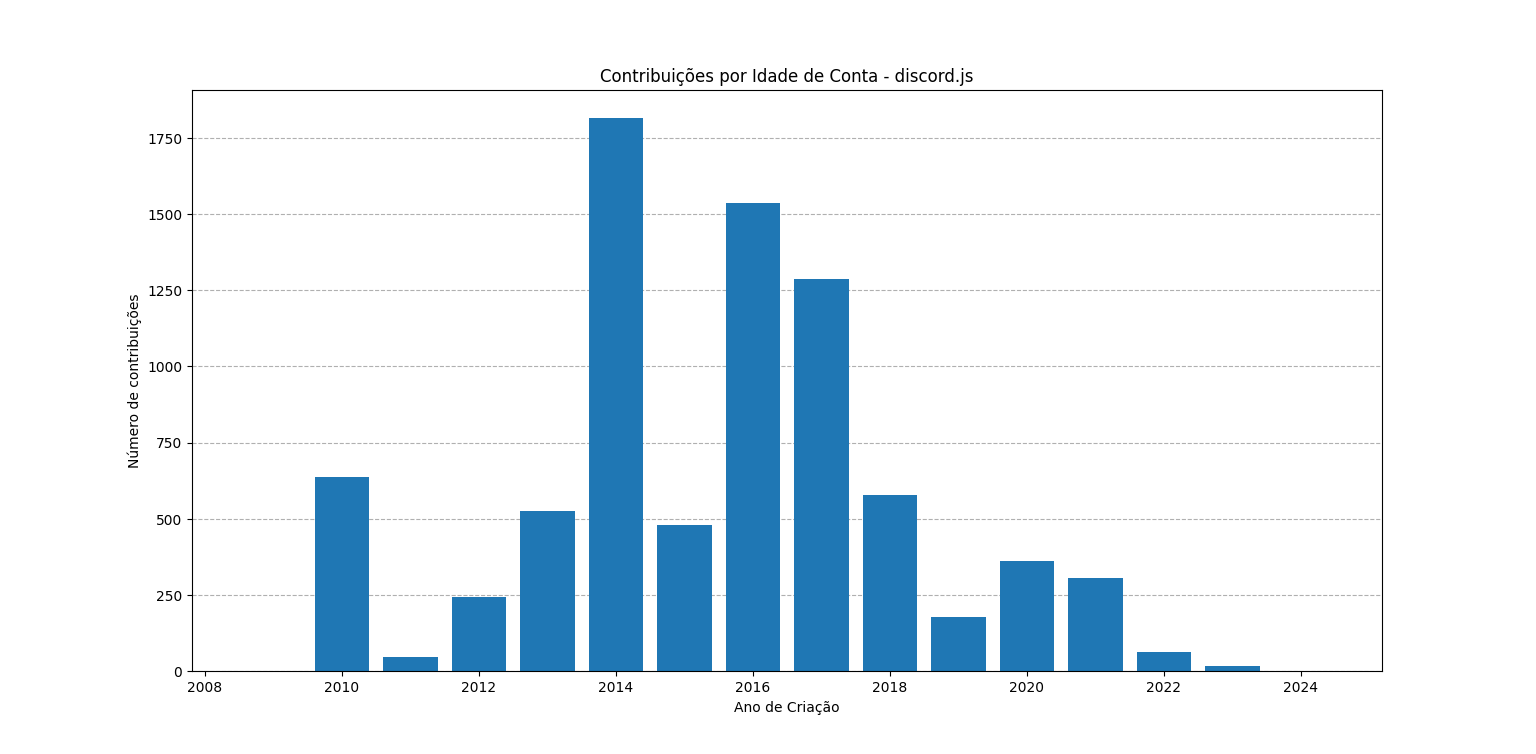 Contribuições por Idade de Conta - discord.js
Número de contribuições
1750
1500
1250
1000
750
500
250
0
2008 2010 2012 2014 2016 2018 2020 2022 2024
Ano de Criação